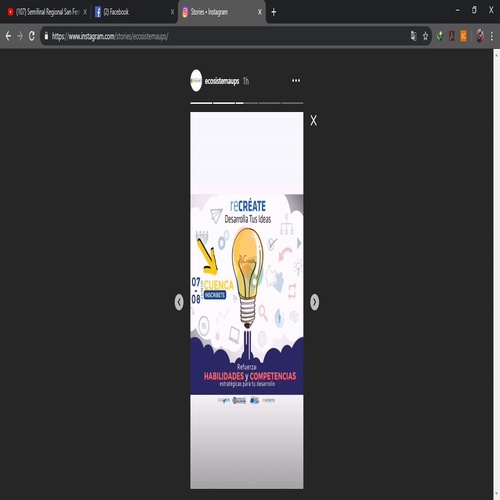 (107) Semifinal Regional San Fer
(2) Facebook
Stories • Instagram
https://www.instagram.com/stories/ecosistemaups/
ecosistemaups 1h
reCRÉATE
Desarrolla Tus Ideas
07
08
CUENCA
INSCRÍBETE
Refuerza:
HABILIDADES y COMPETENCIAS
estratégicas para tu desarrollo